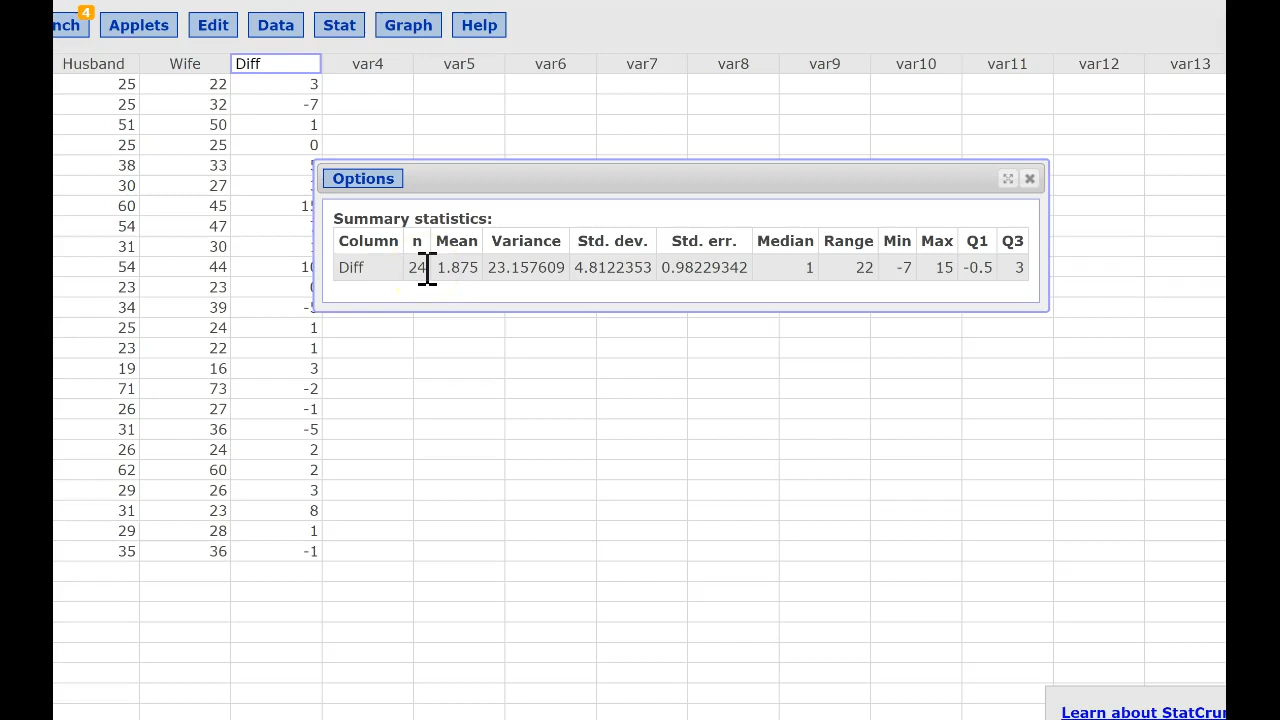 4
nch Applets Edit Data Stat Graph Help
Husband Wife Diff var4 var5 var6 var7 var8 var9 var10 var11 var12 var13
25 22 3
25 32 -7
51 50 1
25 25 0
38 33
30 27
60 45 15
54 47
31 30
54 44 10
23 23
34 39 -5
25 24 1
23 22 1
19 16 3
71 73 -2
26 27 -1
31 36 -5
26 24 2
62 60 2
29 26 3
31 23 8
29 28 1
35 36 -1
Options
Summary statistics:
Column n Mean Variance Std. dev. Std. err. Median Range Min Max Q1 Q3
Diff 24 1.875 23.157609 4.8122353 0.98229342 1 22 -7 15 -0.5 3
Learn about StatCrun